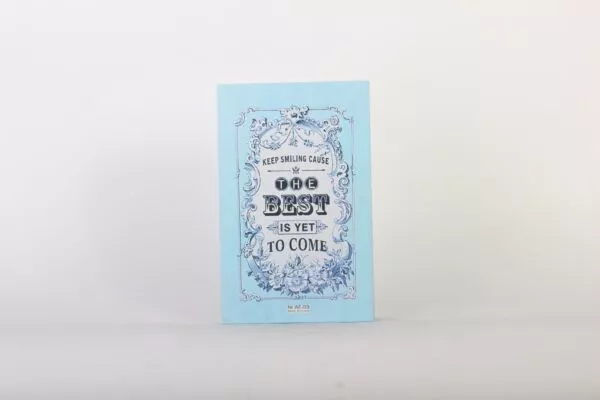 KEEP SMILING CAUSE
THE
BEST
IS YET
TO COME